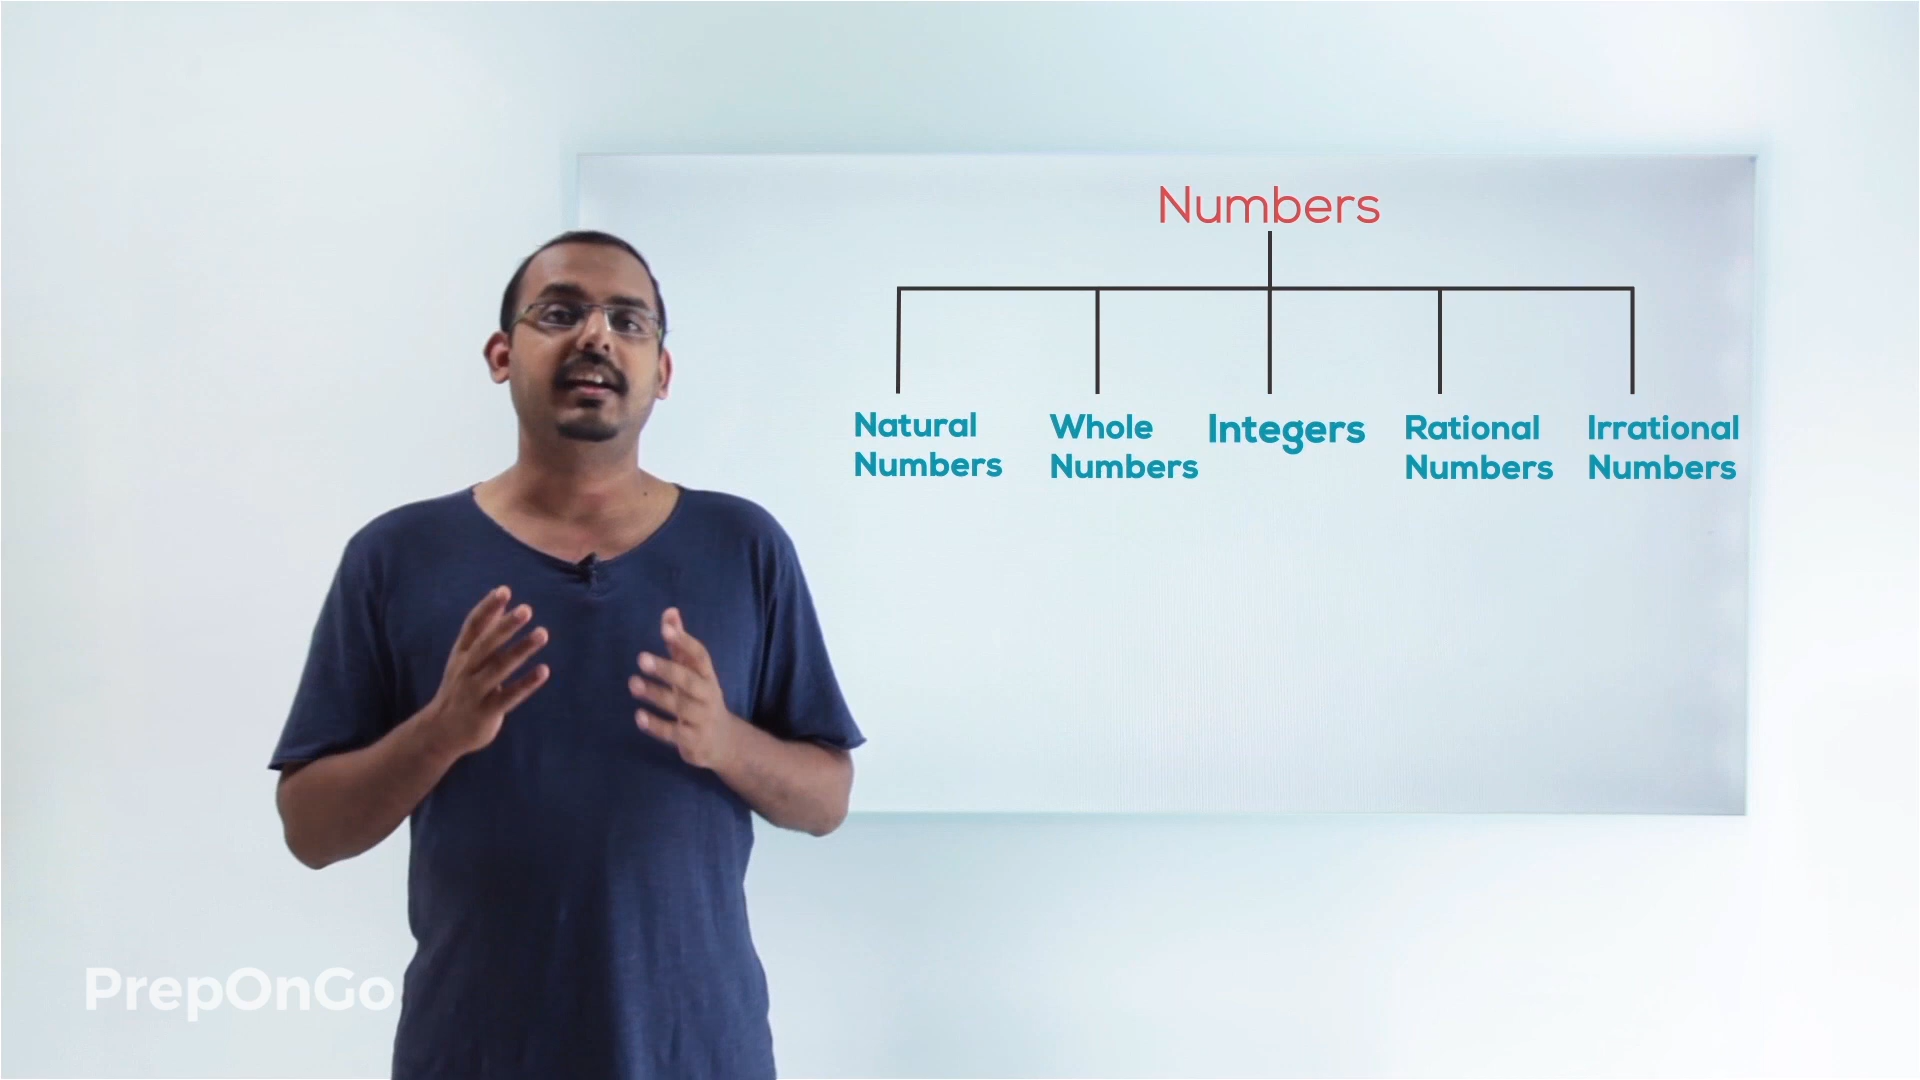 Numbers
Natural
Numbers
Whole
Numbers
Integers
Rational
Numbers
Irrational
Numbers
PrepOnGo